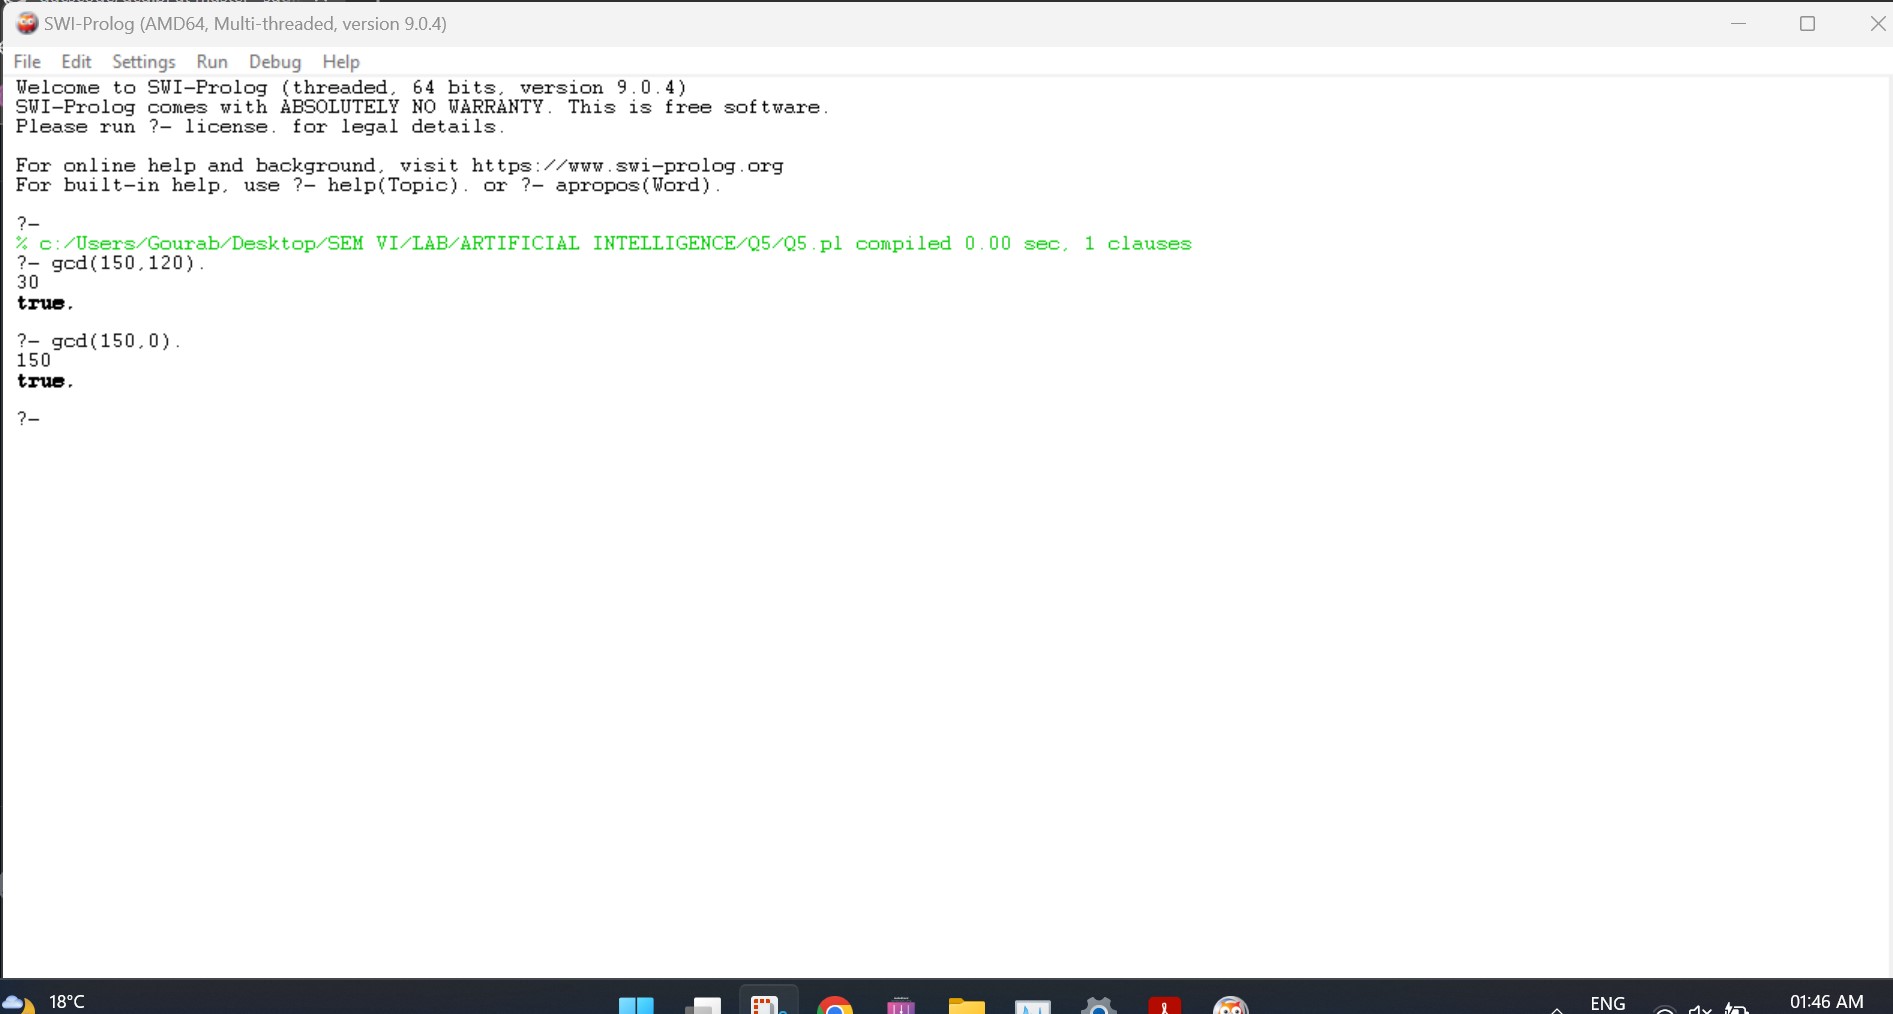 SWI-Prolog (AMD64, Multi-threaded, version 9.0.4)
File Edit Settings Run Debug Help
Welcome to SWI-Prolog (threaded, 64 bits, version 9.0.4)
SWI-Prolog comes with ABSOLUTELY NO WARRANTY. This is free software.
Please run ?- license. for legal details.
For online help and background, visit https://www.swi-prolog.org
For built-in help, use ?- help(Topic). or ?- apropos(Word).
?-
% c:/Users/Gourab/Desktop/SEM VI/LAB/ARTIFICIAL INTELLIGENCE/Q5/Q5.pl compiled 0.00 sec, 1 clauses
?- gcd(150,120).
30
true.
?- gcd(150,0).
150
true.
?-
18°C
ENG
01:46 AM